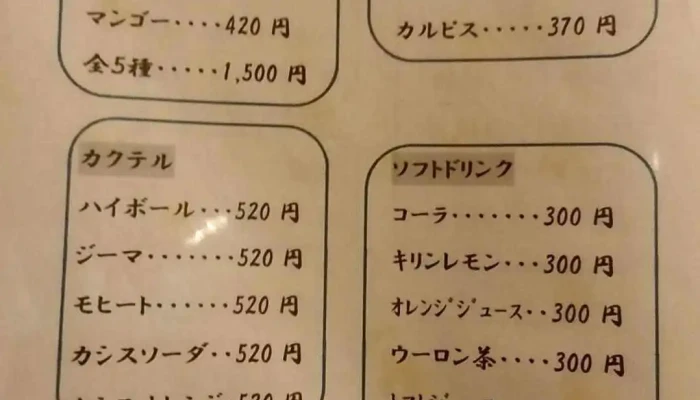 マンゴー････420 円
全5種･････1,500 円
カルピス･････370 円
カクテル
ハイボール･･･520 円
ジーマ･･･････520 円
モヒート･･････520 円
カシスソーダ･･520 円
520 円
ソフトドリンク
コーラ･･･････300 円
キリンレモン･･･300 円
ｵﾚﾝｼﾞｼﾞｭｰｽ･･300 円
ウーロン茶････300 円